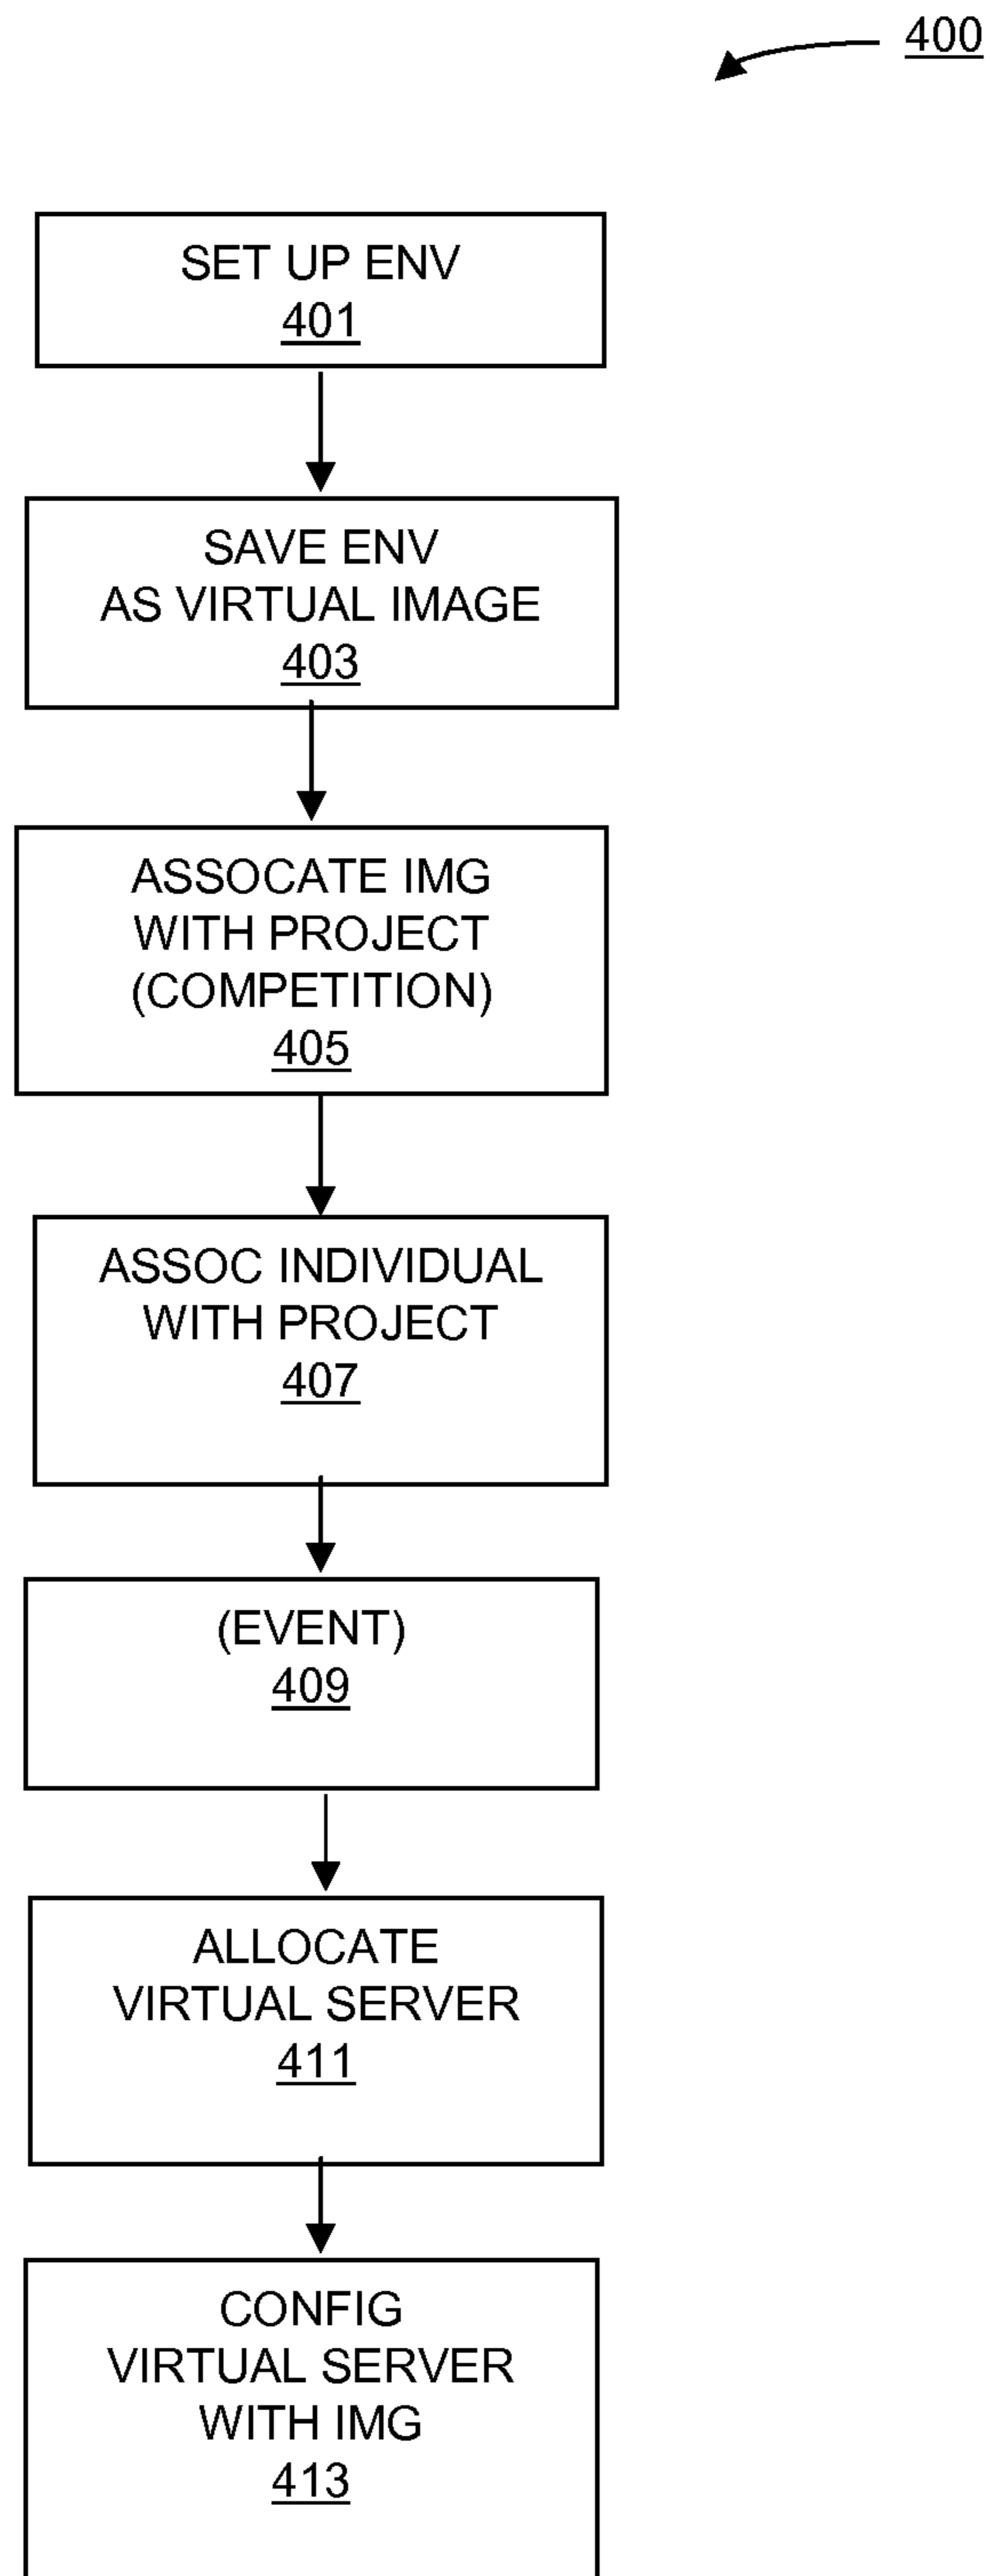 400
SET UP ENV
401
SAVE ENV
AS VIRTUAL IMAGE
403
ASSOCATE IMG
WITH PROJECT
(COMPETITION)
405
ASSOC INDIVIDUAL
WITH PROJECT
407
(EVENT)
409
ALLOCATE
VIRTUAL SERVER
411
CONFIG
VIRTUAL SERVER
WITH IMG
413